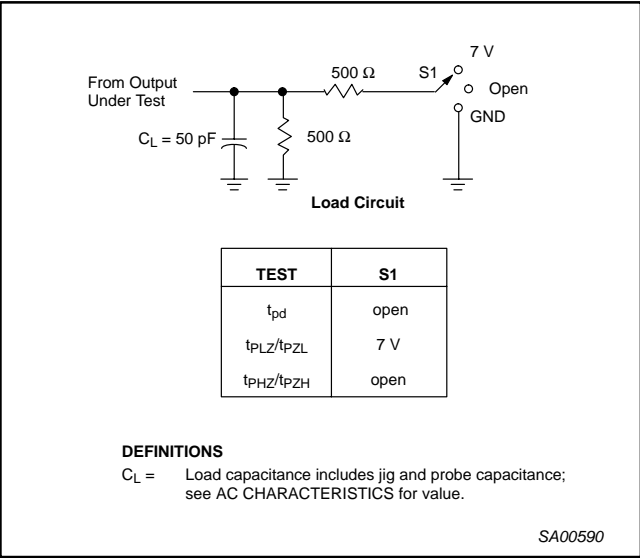 7 V
500 Ω
S1
From Output
Under Test
Open
GND
C_L = 50 pF
500 Ω
Load Circuit
TEST S1
t_pd open
t_PLZ/t_PZL 7 V
t_PHZ/t_PZH open
DEFINITIONS
C_L = Load capacitance includes jig and probe capacitance;
see AC CHARACTERISTICS for value.
SA00590